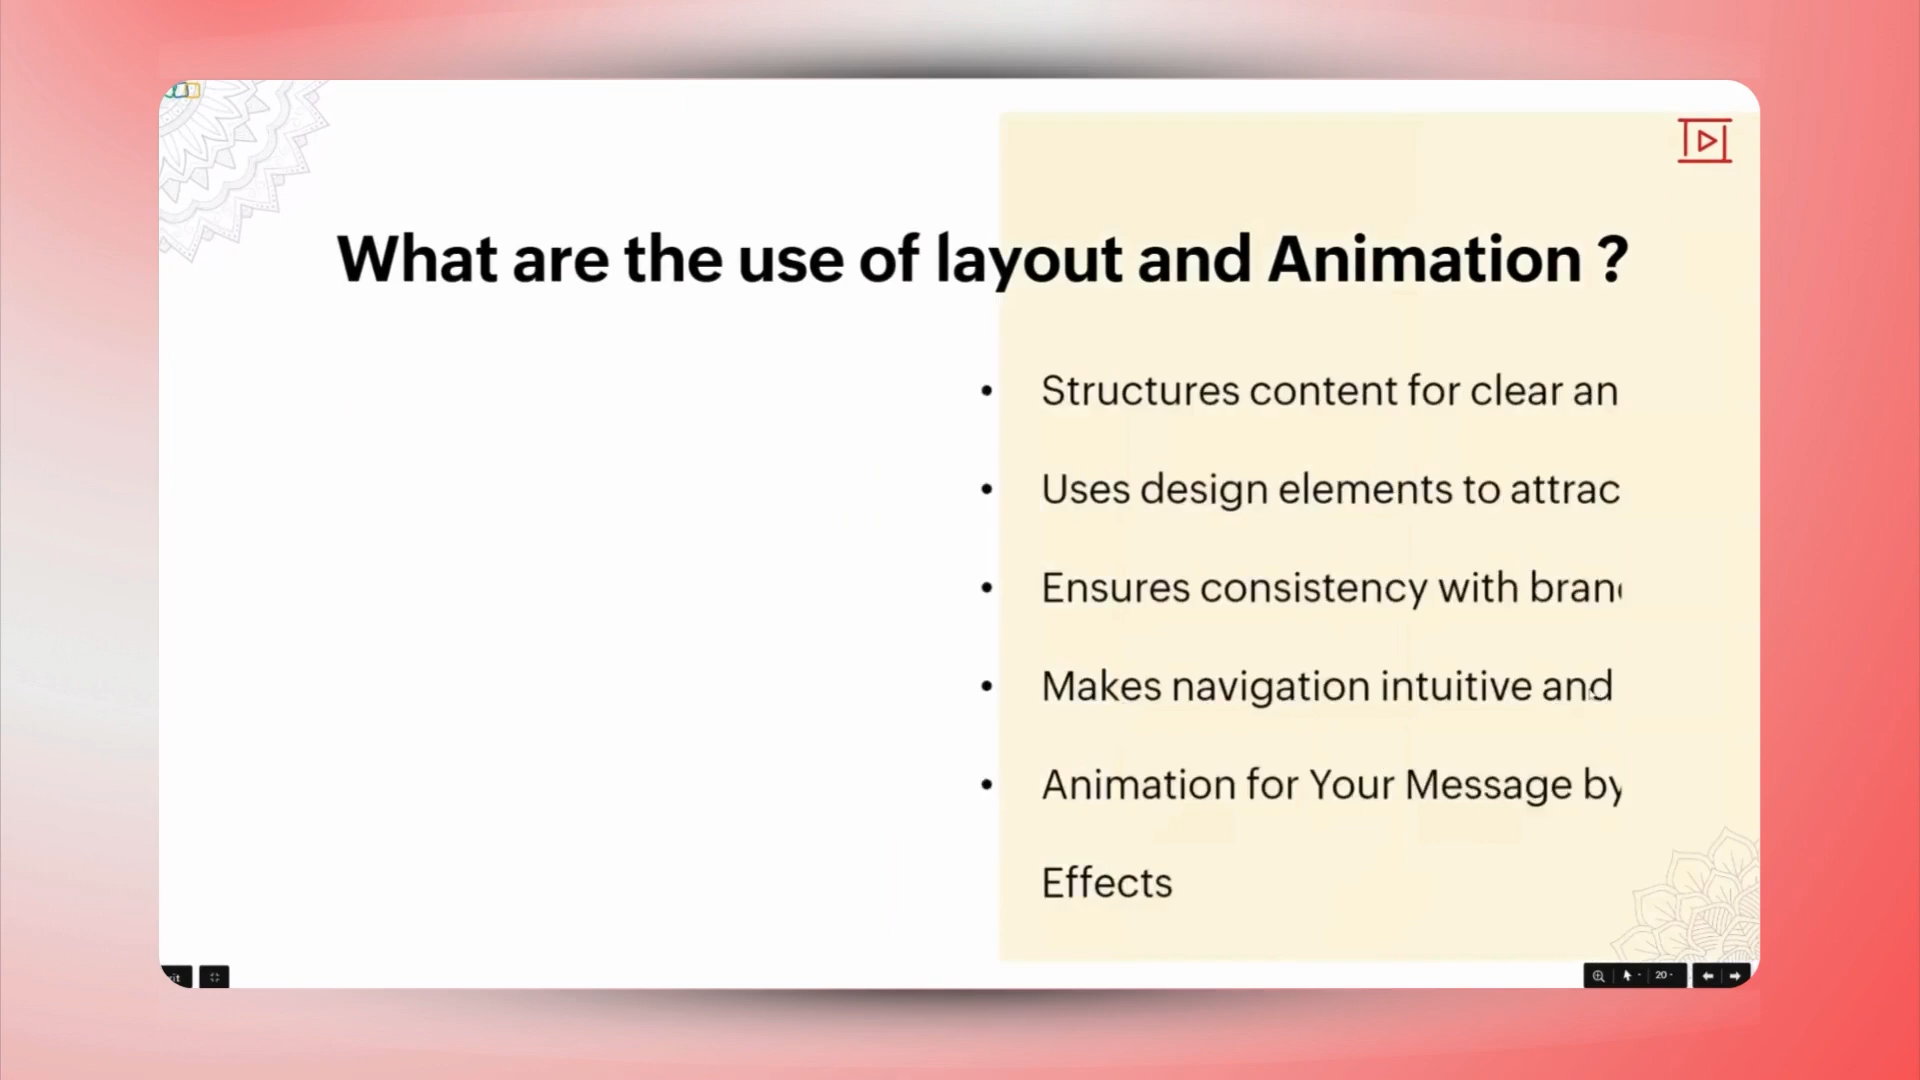 What are the use of layout and Animation ?
• Structures content for clear an
• Uses design elements to attrac
• Ensures consistency with bran
• Makes navigation intuitive and
• Animation for Your Message by
Effects
20